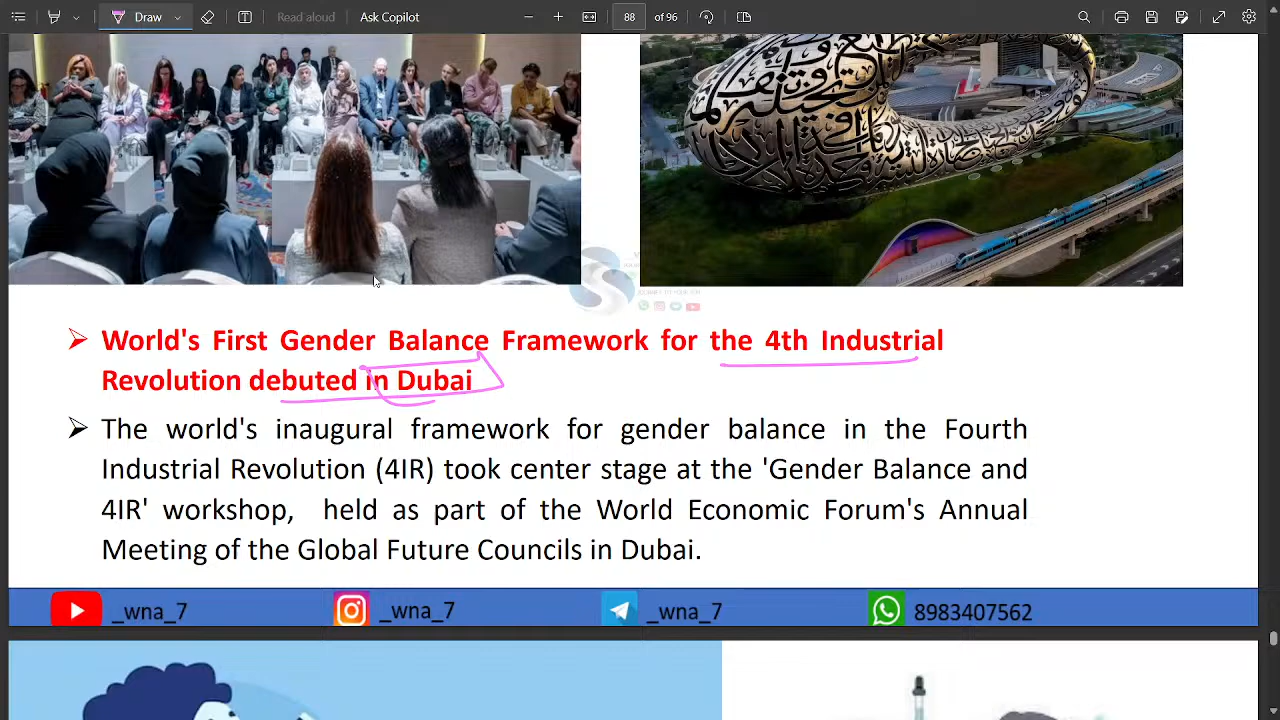 Draw
Read aloud
Ask Copilot
88
of 96
World's First Gender Balance Framework for the 4th Industrial
Revolution debuted in Dubai
The world's inaugural framework for gender balance in the Fourth
Industrial Revolution (4IR) took center stage at the 'Gender Balance and
4IR' workshop, held as part of the World Economic Forum's Annual
Meeting of the Global Future Councils in Dubai.
_wna_7
_wna_7
_wna_7
8983407562